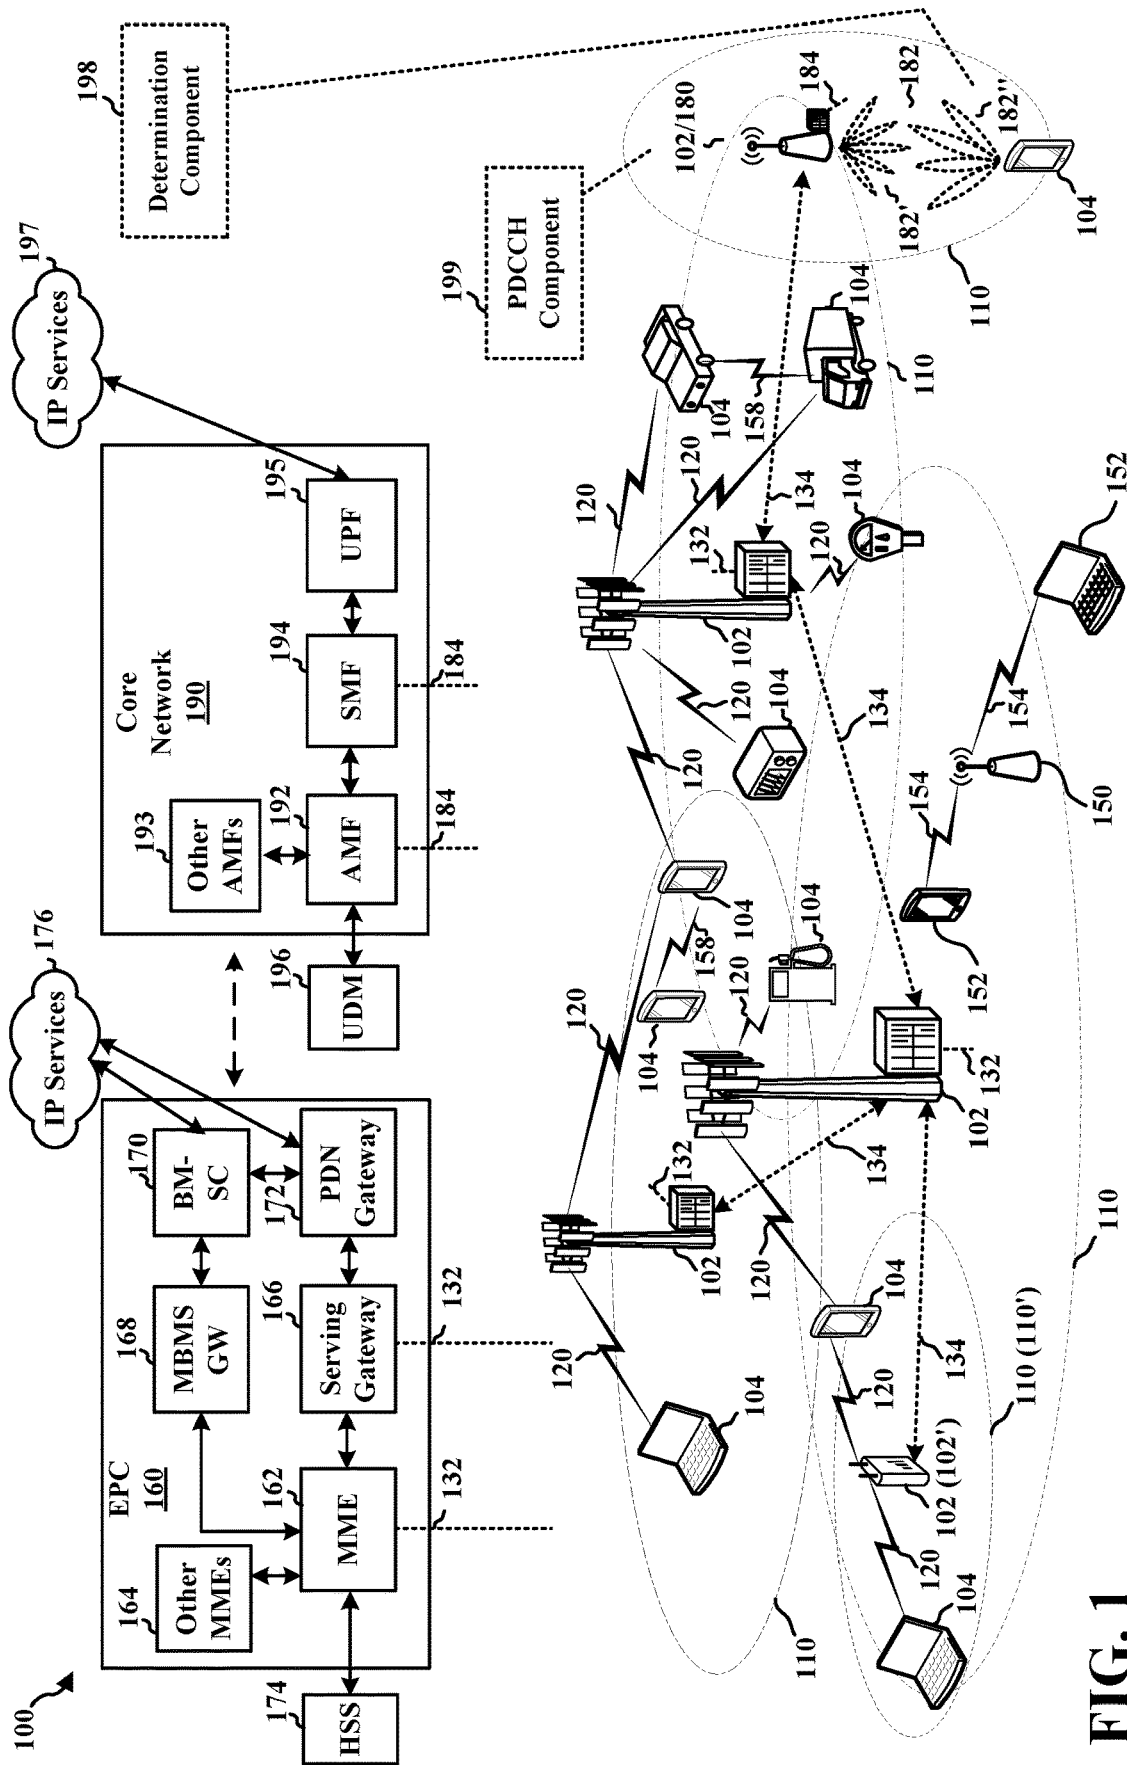 100
EPC
160
164
Other
MMEs
162
MME
132
174
HSS
168
MBMS
GW
166
Serving
Gateway
132
170
BM-
SC
172
PDN
Gateway
IP Services
176
Core
Network
190
193
Other
AMFs
192
AMF
184
196
UDM
194
SMF
184
195
UPF
IP Services
197
198
Determination
Component
199
PDCCH
Component
120
104
102
132
120
104
158
104
120
120
104
120
120
104
158
104
110
132
102
102/180
184
182
182'
182''
104
110
134
134
120
104
110
120
104
134
120
104
132
102
134
120
104
120
102 (102')
134
110 (110')
110
110
152
154
150
154
152
FIG. 1